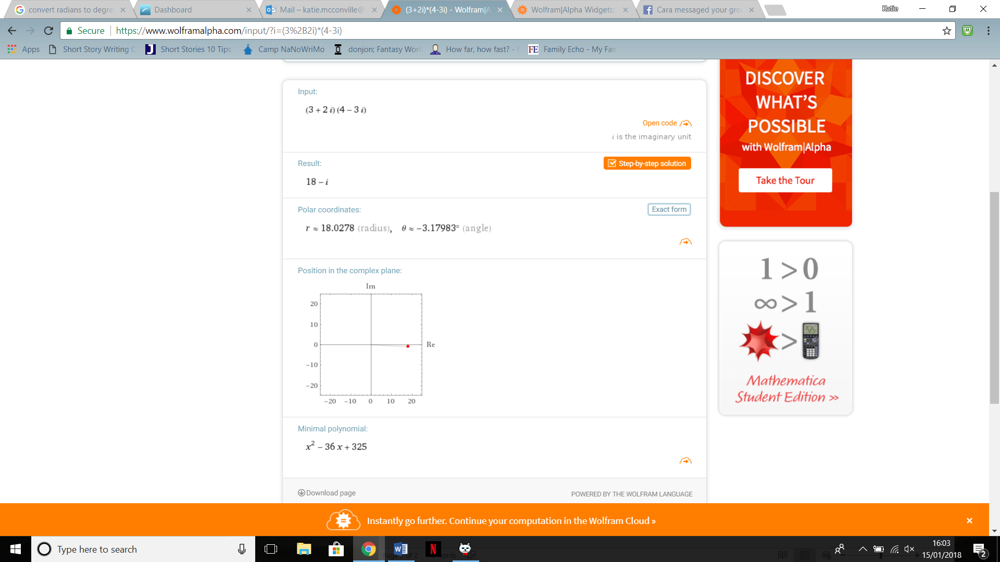 convert radians to degre
Dashboard
Mail – katie.mcconville@
(3+2i)*(4-3i) - Wolfram|A
Wolfram|Alpha Widgets:
Cara messaged your gro
Katie
Secure
https://www.wolframalpha.com/input/?i=(3%2B2i)*(4-3i)
Apps
Short Story Writing C
Short Stories 10 Tips
Camp NaNoWriMo
donjon; Fantasy Worl
How far, how fast? -
FE Family Echo - My Fam
Input:
(3 + 2 i) (4 – 3 i)
Open code
i is the imaginary unit
Result:
Step-by-step solution
18 – i
Polar coordinates:
Exact form
r ≈ 18.0278 (radius), θ ≈ –3.17983° (angle)
Position in the complex plane:
Im
20
10
0
Re
–10
–20
–20 –10 0 10 20
Minimal polynomial:
x² – 36 x + 325
Download page
POWERED BY THE WOLFRAM LANGUAGE
DISCOVER
WHAT'S
POSSIBLE
with Wolfram|Alpha
Take the Tour
1 > 0
∞ > 1
>
Mathematica
Student Edition >>
Instantly go further. Continue your computation in the Wolfram Cloud »
Type here to search
Page 2 of 2
16:03
15/01/2018
2